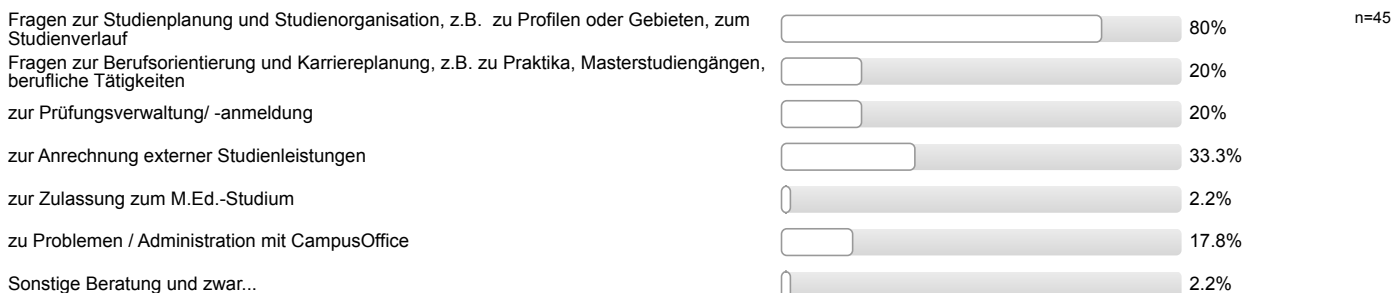 Fragen zur Studienplanung und Studienorganisation, z.B. zu Profilen oder Gebieten, zum
Studienverlauf
80%
n=45
Fragen zur Berufsorientierung und Karriereplanung, z.B. zu Praktika, Masterstudiengängen,
berufliche Tätigkeiten
20%
zur Prüfungsverwaltung/ -anmeldung
20%
zur Anrechnung externer Studienleistungen
33.3%
zur Zulassung zum M.Ed.-Studium
2.2%
zu Problemen / Administration mit CampusOffice
17.8%
Sonstige Beratung und zwar...
2.2%